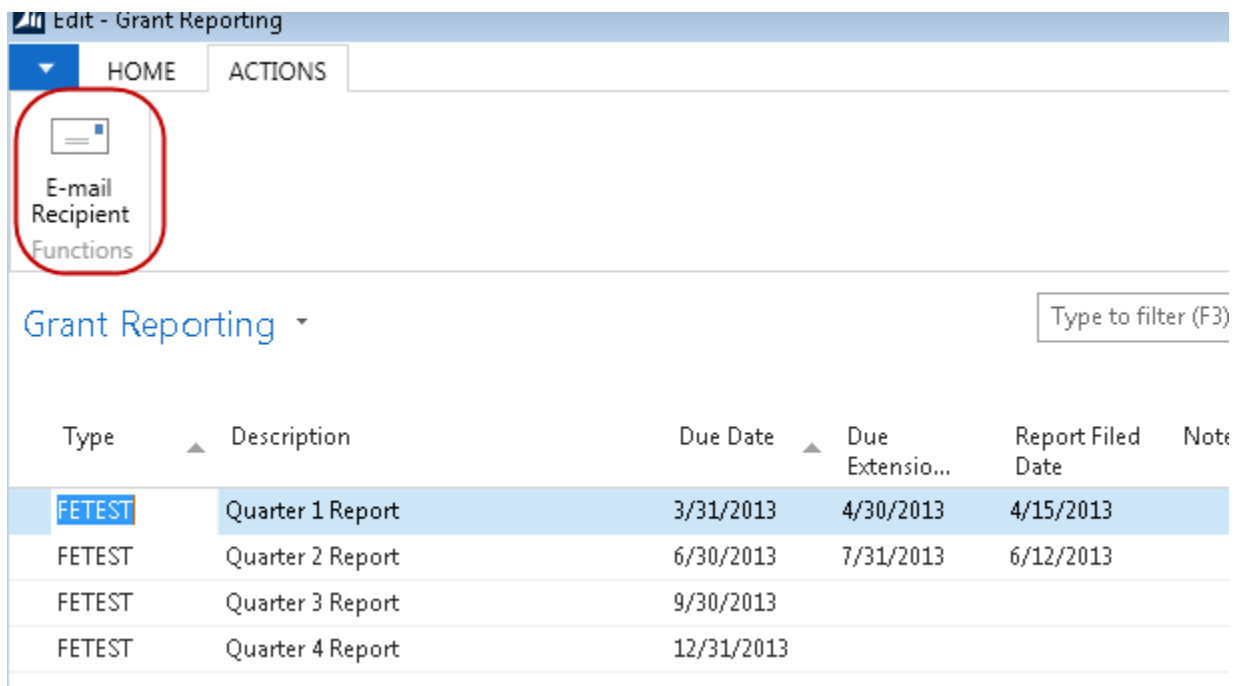 Edit - Grant Reporting
HOME ACTIONS
E-mail
Recipient
Functions
Grant Reporting
Type to filter (F3)
Type Description Due Date Due Extensio... Report Filed Date Note
FETEST Quarter 1 Report 3/31/2013 4/30/2013 4/15/2013
FETEST Quarter 2 Report 6/30/2013 7/31/2013 6/12/2013
FETEST Quarter 3 Report 9/30/2013
FETEST Quarter 4 Report 12/31/2013